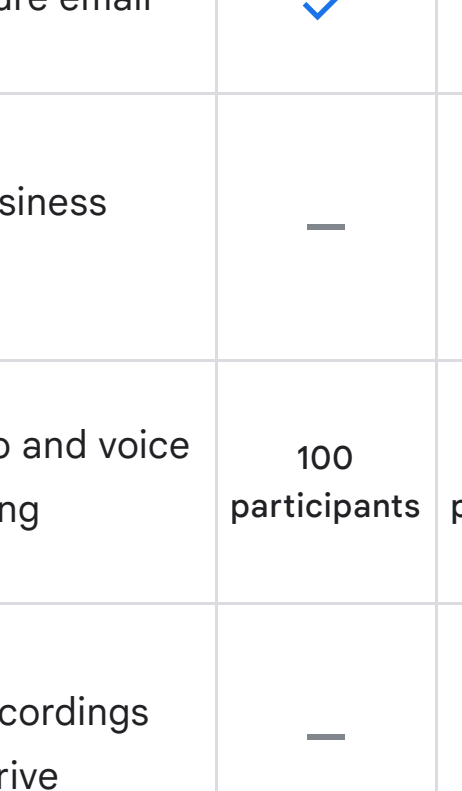 ure email
siness
o and voice
ng
100
participants
cordings
rive